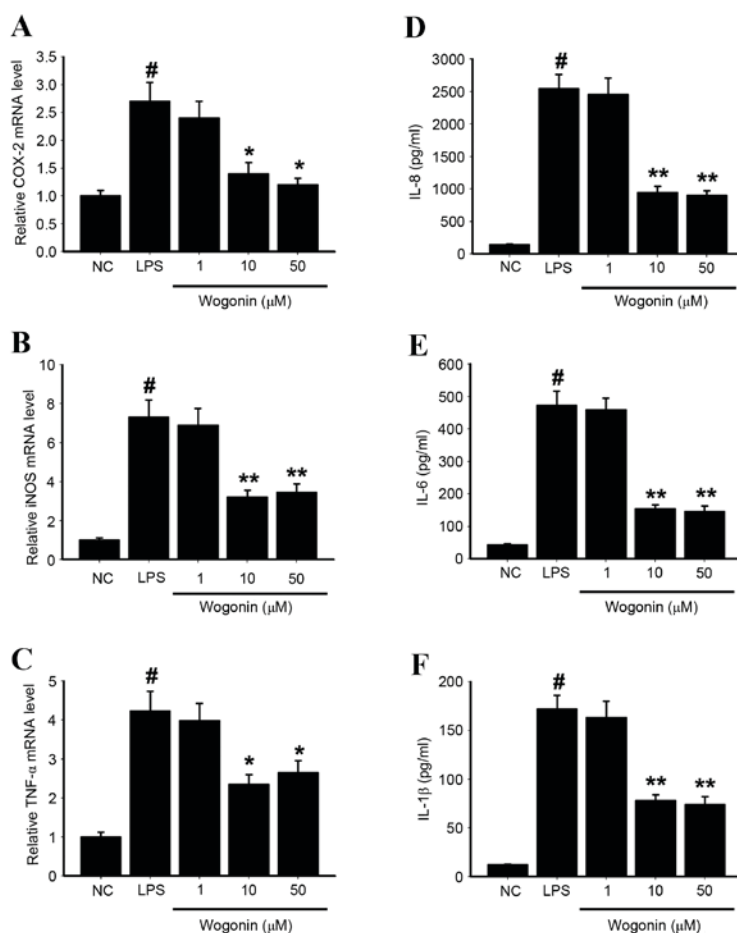 A
Relative COX-2 mRNA level
3.5
3.0
2.5
2.0
1.5
1.0
0.5
0.0
#
*
*
NC LPS 1 10 50
Wogonin (μM)
B
Relative iNOS mRNA level
10
8
6
4
2
0
#
**
**
NC LPS 1 10 50
Wogonin (μM)
C
Relative TNF-α mRNA level
5
4
3
2
1
0
#
*
*
NC LPS 1 10 50
Wogonin (μM)
D
IL-8 (pg/ml)
3000
2500
2000
1500
1000
500
0
#
**
**
NC LPS 1 10 50
Wogonin (μM)
E
IL-6 (pg/ml)
600
500
400
300
200
100
0
#
**
**
NC LPS 1 10 50
Wogonin (μM)
F
IL-1β (pg/ml)
200
150
100
50
0
#
**
**
NC LPS 1 10 50
Wogonin (μM)